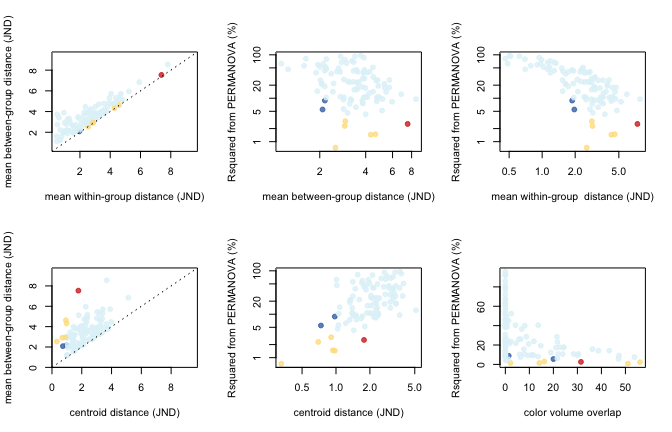 mean between-group distance (JND)
8
6
4
2
2 4 6 8
mean within-group distance (JND)
Rsquared from PERMANOVA (%)
100
20
5
1
2 4 6 8
mean between-group distance (JND)
Rsquared from PERMANOVA (%)
100
20
5
1
0.5 1.0 2.0 5.0
mean within-group distance (JND)
mean between-group distance (JND)
8
6
4
2
0
0 2 4 6 8
centroid distance (JND)
Rsquared from PERMANOVA (%)
100
20
5
1
0.5 1.0 2.0 5.0
centroid distance (JND)
Rsquared from PERMANOVA (%)
60
20
0
0 10 20 30 40 50
color volume overlap